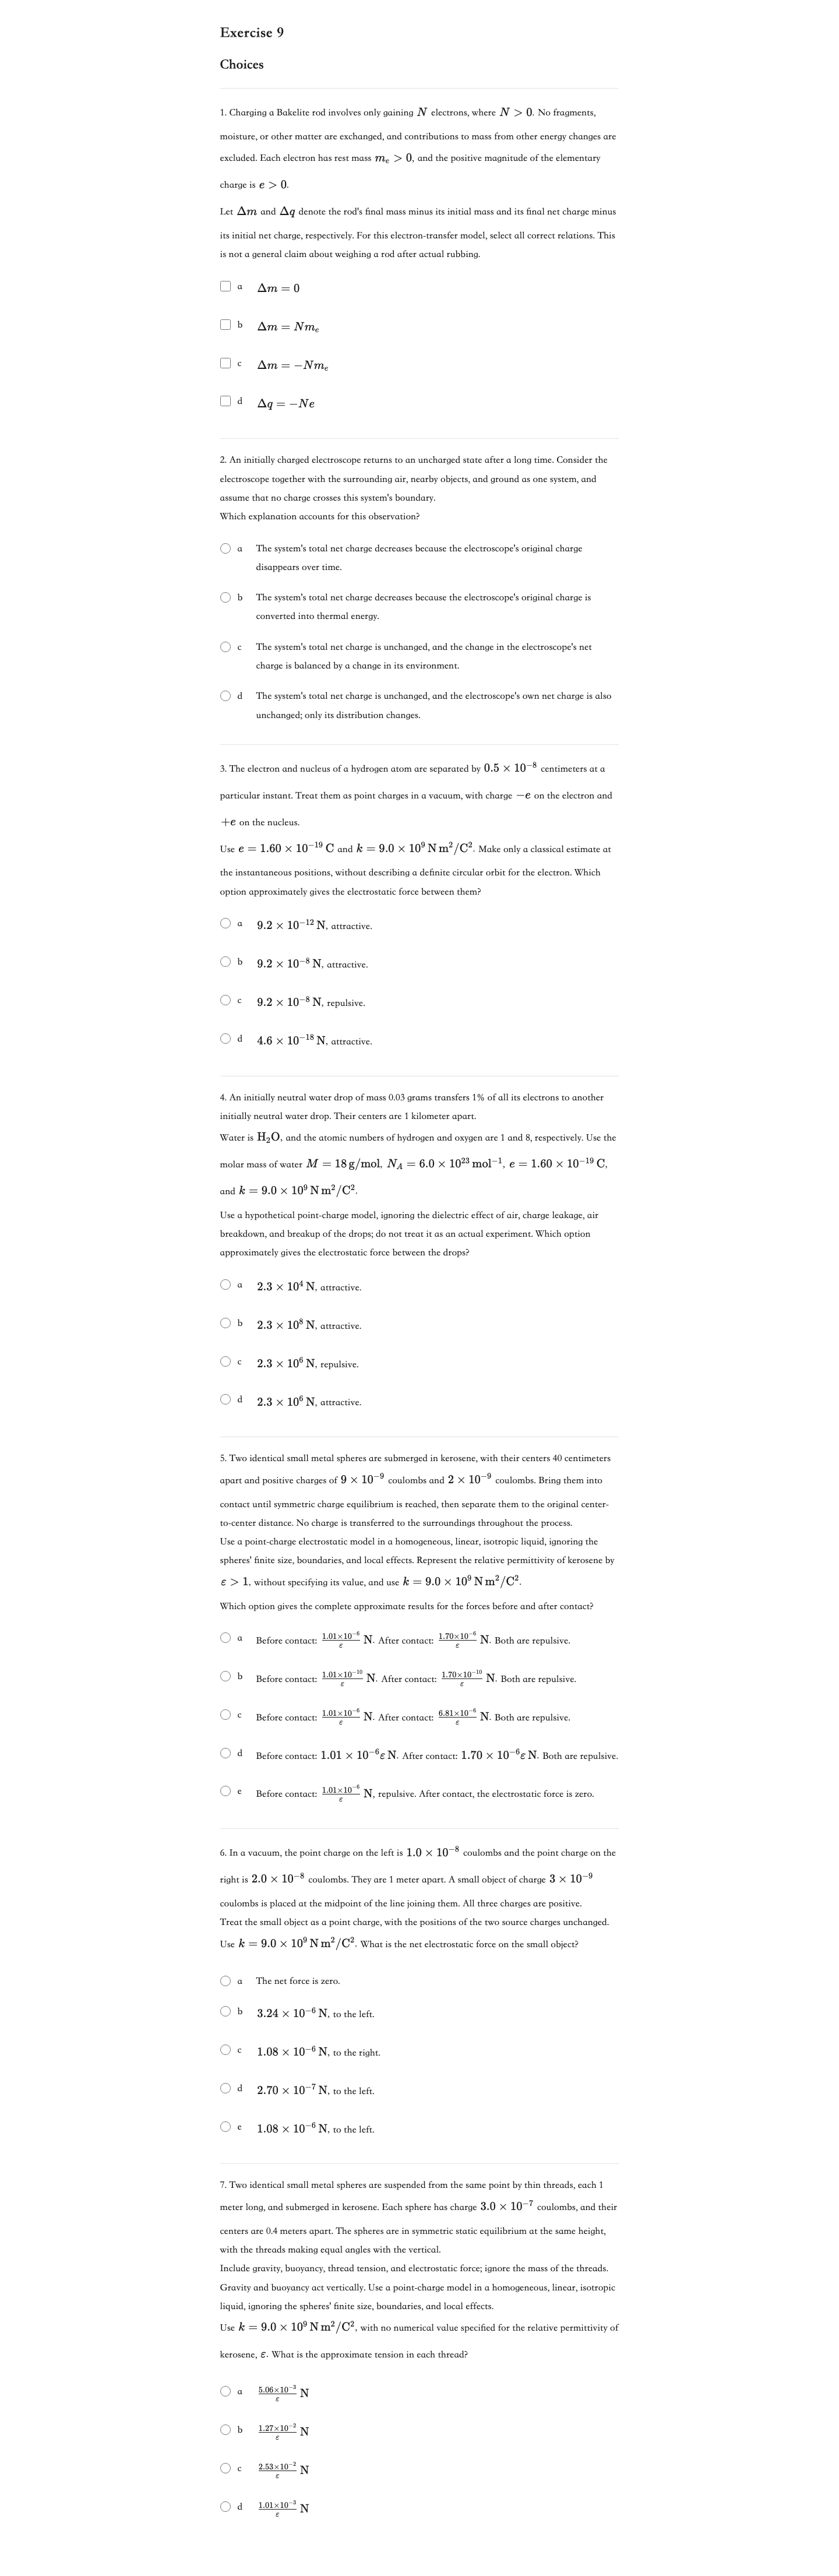 Exercise 9
Choices
1. Charging a Bakelite rod involves only gaining N electrons, where N > 0. No fragments,
moisture, or other matter are exchanged, and contributions to mass from other energy changes are
excluded. Each electron has rest mass mₑ > 0, and the positive magnitude of the elementary
charge is e > 0.
Let Δm and Δq denote the rod's final mass minus its initial mass and its final net charge minus
its initial net charge, respectively. For this electron-transfer model, select all correct relations. This
is not a general claim about weighing a rod after actual rubbing.
a Δm = 0
b Δm = Nmₑ
c Δm = −Nmₑ
d Δq = −Ne
2. An initially charged electroscope returns to an uncharged state after a long time. Consider the
electroscope together with the surrounding air, nearby objects, and ground as one system, and
assume that no charge crosses this system's boundary.
Which explanation accounts for this observation?
a The system's total net charge decreases because the electroscope's original charge
disappears over time.
b The system's total net charge decreases because the electroscope's original charge is
converted into thermal energy.
c The system's total net charge is unchanged, and the change in the electroscope's net
charge is balanced by a change in its environment.
d The system's total net charge is unchanged, and the electroscope's own net charge is also
unchanged; only its distribution changes.
3. The electron and nucleus of a hydrogen atom are separated by 0.5 × 10⁻⁸ centimeters at a
particular instant. Treat them as point charges in a vacuum, with charge −e on the electron and
+e on the nucleus.
Use e = 1.60 × 10⁻¹⁹ C and k = 9.0 × 10⁹ N m²/C². Make only a classical estimate at
the instantaneous positions, without describing a definite circular orbit for the electron. Which
option approximately gives the electrostatic force between them?
a 9.2 × 10⁻¹² N, attractive.
b 9.2 × 10⁻⁸ N, attractive.
c 9.2 × 10⁻⁸ N, repulsive.
d 4.6 × 10⁻¹⁸ N, attractive.
4. An initially neutral water drop of mass 0.03 grams transfers 1% of all its electrons to another
initially neutral water drop. Their centers are 1 kilometer apart.
Water is H₂O, and the atomic numbers of hydrogen and oxygen are 1 and 8, respectively. Use the
molar mass of water M = 18 g/mol, N_A = 6.0 × 10²³ mol⁻¹, e = 1.60 × 10⁻¹⁹ C,
and k = 9.0 × 10⁹ N m²/C².
Use a hypothetical point-charge model, ignoring the dielectric effect of air, charge leakage, air
breakdown, and breakup of the drops; do not treat it as an actual experiment. Which option
approximately gives the electrostatic force between the drops?
a 2.3 × 10⁴ N, attractive.
b 2.3 × 10⁸ N, attractive.
c 2.3 × 10⁶ N, repulsive.
d 2.3 × 10⁶ N, attractive.
5. Two identical small metal spheres are submerged in kerosene, with their centers 40 centimeters
apart and positive charges of 9 × 10⁻⁹ coulombs and 2 × 10⁻⁹ coulombs. Bring them into
contact until symmetric charge equilibrium is reached, then separate them to the original center-
to-center distance. No charge is transferred to the surroundings throughout the process.
Use a point-charge electrostatic model in a homogeneous, linear, isotropic liquid, ignoring the
spheres' finite size, boundaries, and local effects. Represent the relative permittivity of kerosene by
ε > 1, without specifying its value, and use k = 9.0 × 10⁹ N m²/C².
Which option gives the complete approximate results for the forces before and after contact?
a Before contact: 1.01×10⁻⁶/ε N. After contact: 1.70×10⁻⁶/ε N. Both are repulsive.
b Before contact: 1.01×10⁻¹⁰/ε N. After contact: 1.70×10⁻¹⁰/ε N. Both are repulsive.
c Before contact: 1.01×10⁻⁶/ε N. After contact: 6.81×10⁻⁶/ε N. Both are repulsive.
d Before contact: 1.01 × 10⁻⁶ε N. After contact: 1.70 × 10⁻⁶ε N. Both are repulsive.
e Before contact: 1.01×10⁻⁶/ε N, repulsive. After contact, the electrostatic force is zero.
6. In a vacuum, the point charge on the left is 1.0 × 10⁻⁸ coulombs and the point charge on the
right is 2.0 × 10⁻⁸ coulombs. They are 1 meter apart. A small object of charge 3 × 10⁻⁹
coulombs is placed at the midpoint of the line joining them. All three charges are positive.
Treat the small object as a point charge, with the positions of the two source charges unchanged.
Use k = 9.0 × 10⁹ N m²/C². What is the net electrostatic force on the small object?
a The net force is zero.
b 3.24 × 10⁻⁶ N, to the left.
c 1.08 × 10⁻⁶ N, to the right.
d 2.70 × 10⁻⁷ N, to the left.
e 1.08 × 10⁻⁶ N, to the left.
7. Two identical small metal spheres are suspended from the same point by thin threads, each 1
meter long, and submerged in kerosene. Each sphere has charge 3.0 × 10⁻⁷ coulombs, and their
centers are 0.4 meters apart. The spheres are in symmetric static equilibrium at the same height,
with the threads making equal angles with the vertical.
Include gravity, buoyancy, thread tension, and electrostatic force; ignore the mass of the threads.
Gravity and buoyancy act vertically. Use a point-charge model in a homogeneous, linear, isotropic
liquid, ignoring the spheres' finite size, boundaries, and local effects.
Use k = 9.0 × 10⁹ N m²/C², with no numerical value specified for the relative permittivity of
kerosene, ε. What is the approximate tension in each thread?
a 5.06×10⁻³/ε N
b 1.27×10⁻²/ε N
c 2.53×10⁻²/ε N
d 1.01×10⁻³/ε N